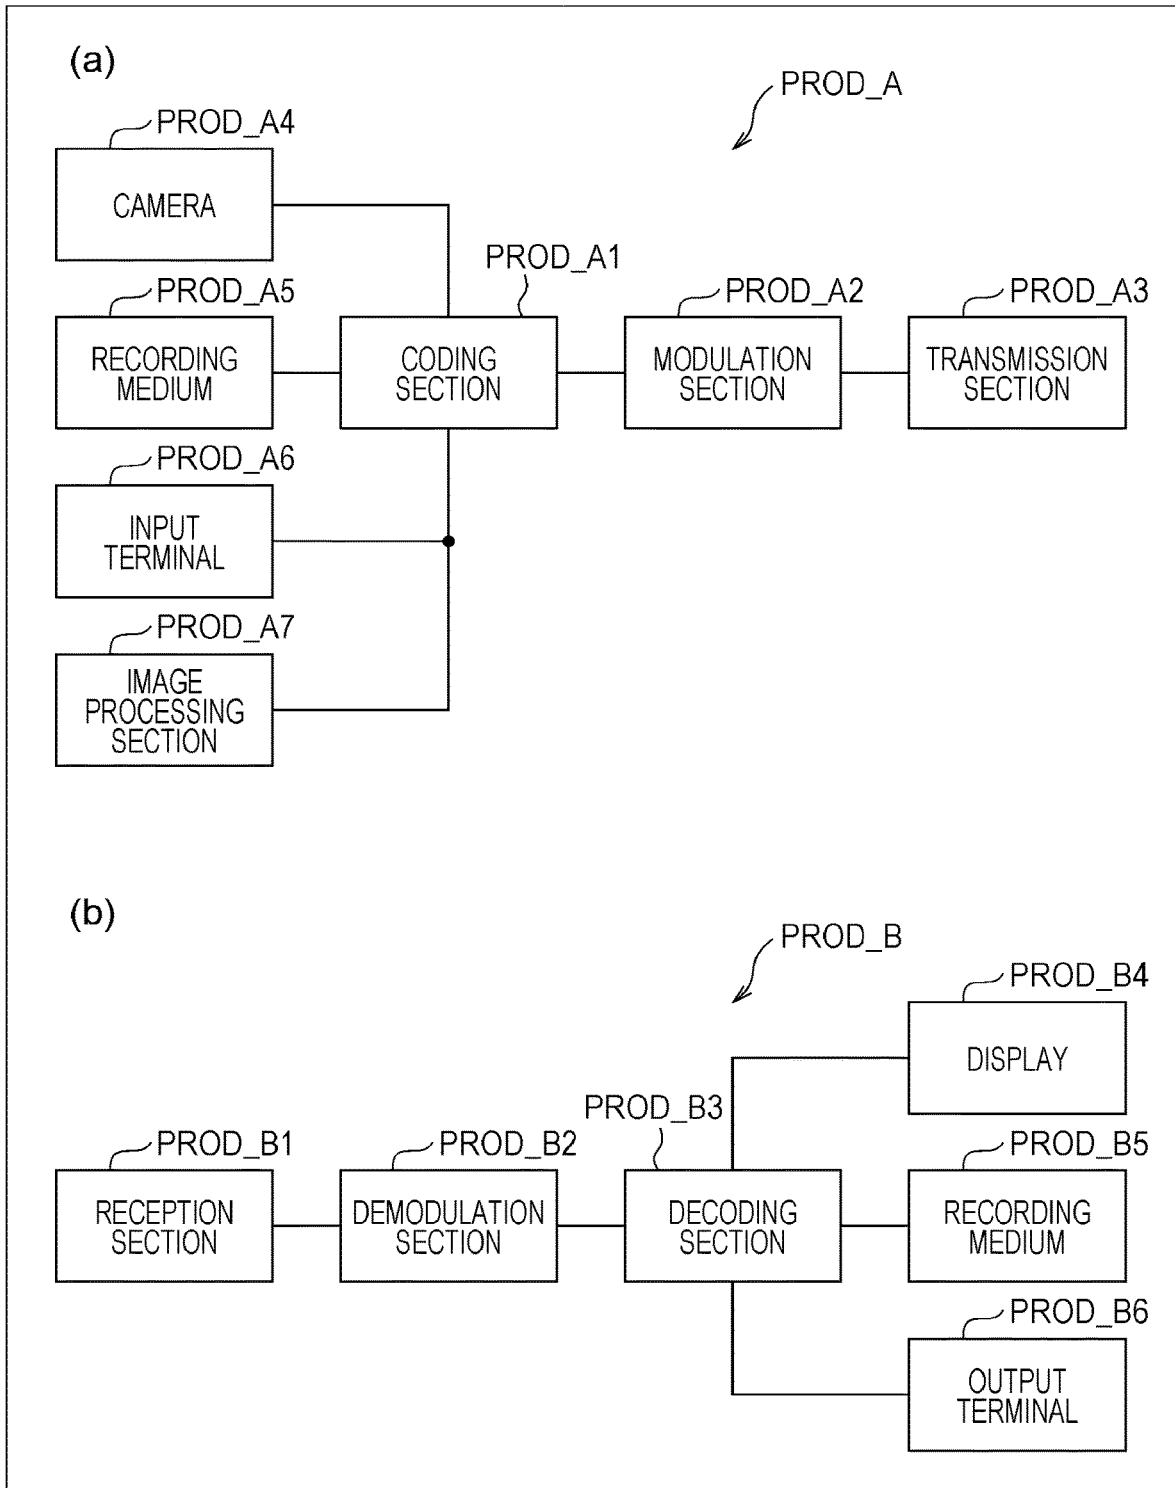 (a)
PROD_A
PROD_A4
CAMERA
PROD_A1
PROD_A5
PROD_A2
PROD_A3
RECORDING
MEDIUM
CODING
SECTION
MODULATION
SECTION
TRANSMISSION
SECTION
PROD_A6
INPUT
TERMINAL
PROD_A7
IMAGE
PROCESSING
SECTION
(b)
PROD_B
PROD_B4
DISPLAY
PROD_B3
PROD_B1
PROD_B2
PROD_B5
RECEPTION
SECTION
DEMODULATION
SECTION
DECODING
SECTION
RECORDING
MEDIUM
PROD_B6
OUTPUT
TERMINAL